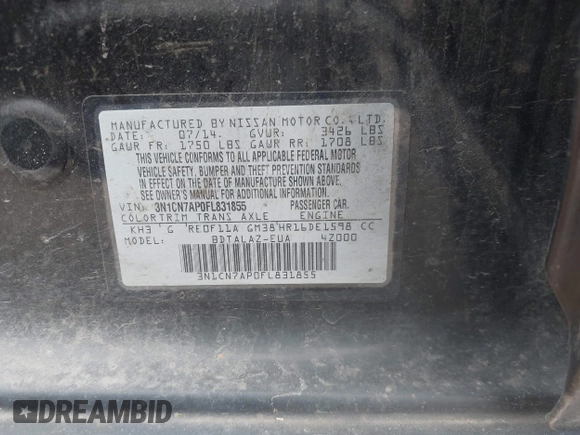 MANUFACTURED BY NISSAN MOTOR CO., LTD.
DATE: 07/14 GVWR: 3426 LBS
GAWR FR: 1750 LBS GAWR RR: 1708 LBS
THIS VEHICLE CONFORMS TO ALL APPLICABLE FEDERAL MOTOR
VEHICLE SAFETY, BUMPER AND THEFT PREVENTION STANDARDS
IN EFFECT ON THE DATE OF MANUFACTURE SHOWN ABOVE.
SEE OWNER'S MANUAL FOR ADDITIONAL INFORMATION
VIN: 3N1CN7AP0FL831855 PASSENGER CAR
COLOR TRIM TRANS AXLE ENGINE
KH3 G RE0F11A GM38 HR16DE1598 CC
MODEL: BDTALAZ-EUA 4Z000
3N1CN7AP0FL831855
DREAMBID